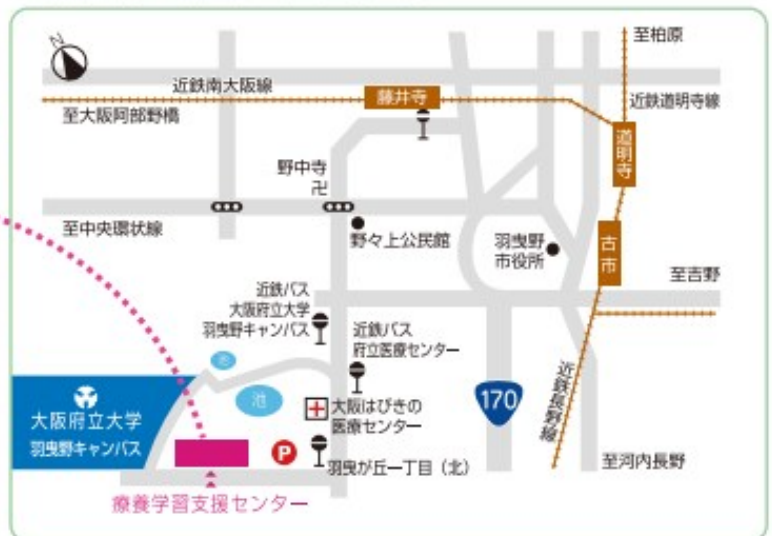 N
至柏原
近鉄南大阪線
藤井寺
近鉄道明寺線
至大阪阿部野橋
道明寺
野中寺
卍
至中央環状線
野々上公民館
羽曳野
市役所
古市
至吉野
近鉄バス
大阪府立大学
羽曳野キャンパス
近鉄バス
府立医療センター
池
池
大阪府立大学
羽曳野キャンパス
大阪はびきの
医療センター
170
近鉄長野線
P
羽曳が丘一丁目（北）
至河内長野
療養学習支援センター